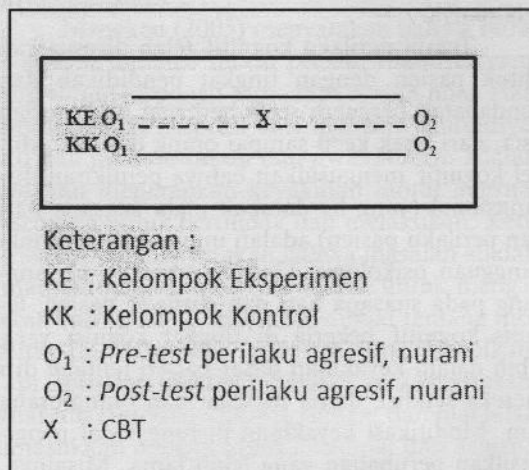 KE O₁ X O₂
KK O₁ O₂
Keterangan :
KE : Kelompok Eksperimen
KK : Kelompok Kontrol
O₁ : Pre-test perilaku agresif, nurani
O₂ : Post-test perilaku agresif, nurani
X : CBT